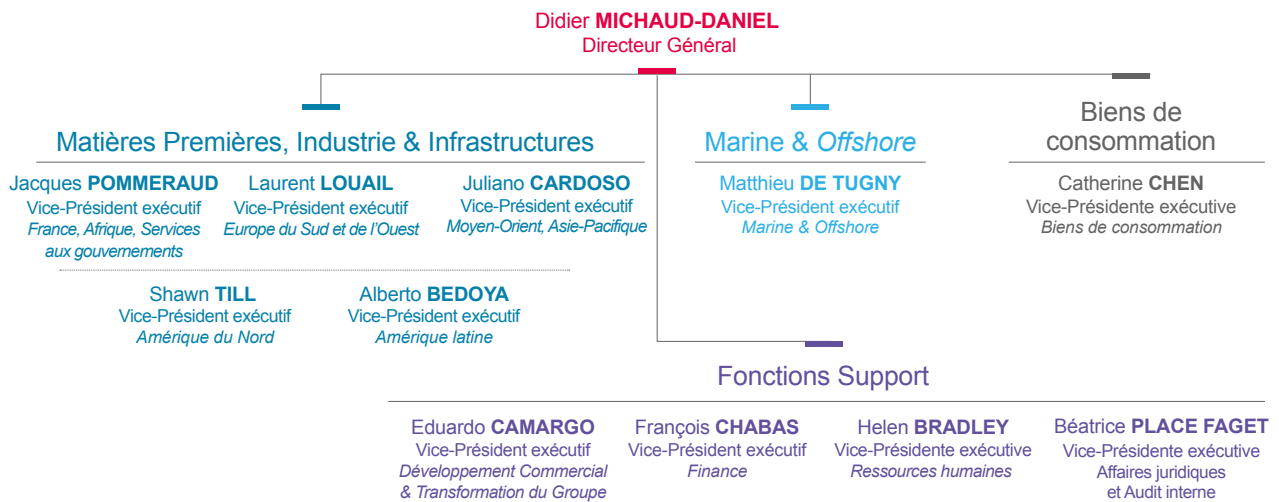 Didier MICHAUD-DANIEL
Directeur Général
Matières Premières, Industrie & Infrastructures
Jacques POMMERAUD
Vice-Président exécutif
France, Afrique, Services
aux gouvernements
Laurent LOUAIL
Vice-Président exécutif
Europe du Sud et de l'Ouest
Juliano CARDOSO
Vice-Président exécutif
Moyen-Orient, Asie-Pacifique
Shawn TILL
Vice-Président exécutif
Amérique du Nord
Alberto BEDOYA
Vice-Président exécutif
Amérique latine
Marine & Offshore
Matthieu DE TUGNY
Vice-Président exécutif
Marine & Offshore
Biens de
consommation
Catherine CHEN
Vice-Présidente exécutive
Biens de consommation
Fonctions Support
Eduardo CAMARGO
Vice-Président exécutif
Développement Commercial
& Transformation du Groupe
François CHABAS
Vice-Président exécutif
Finance
Helen BRADLEY
Vice-Présidente exécutive
Ressources humaines
Béatrice PLACE FAGET
Vice-Présidente exécutive
Affaires juridiques
et Audit interne